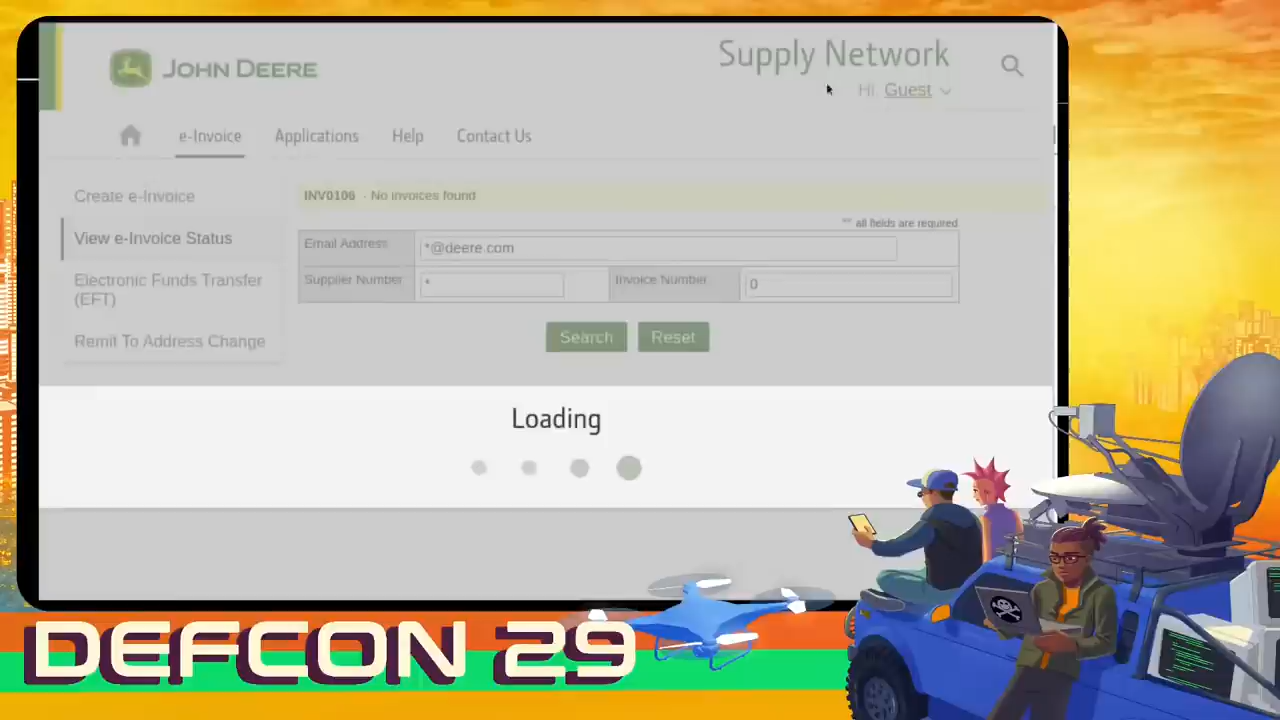 JOHN DEERE
Supply Network
Hi, Guest
e-Invoice Applications Help Contact Us
Create e-Invoice
View e-Invoice Status
Electronic Funds Transfer
(EFT)
Remit To Address Change
INV0106 - No invoices found
** all fields are required
Email Address *@deere.com
Supplier Number * Invoice Number 0
Search Reset
Loading
DEFCON 29